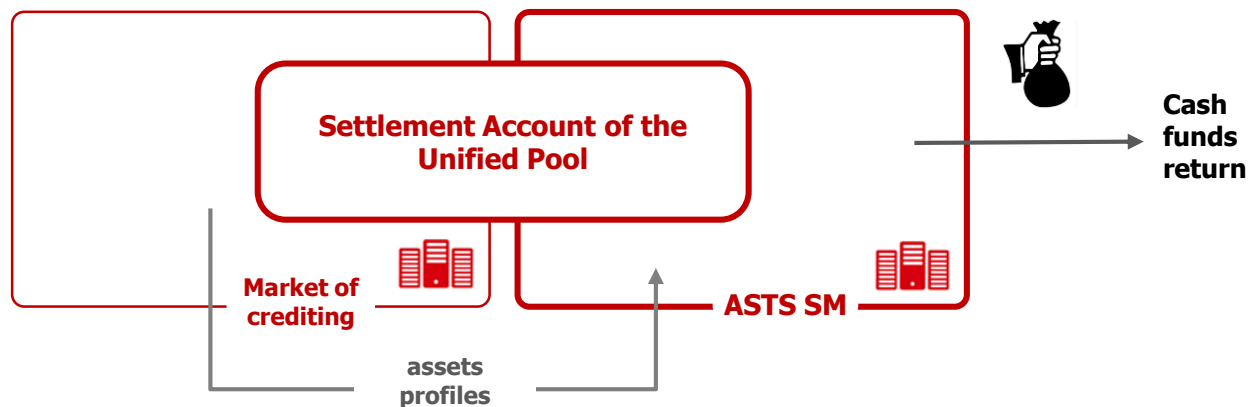 Settlement Account of the
Unified Pool
Cash
funds
return
Market of
crediting
ASTS SM
assets
profiles